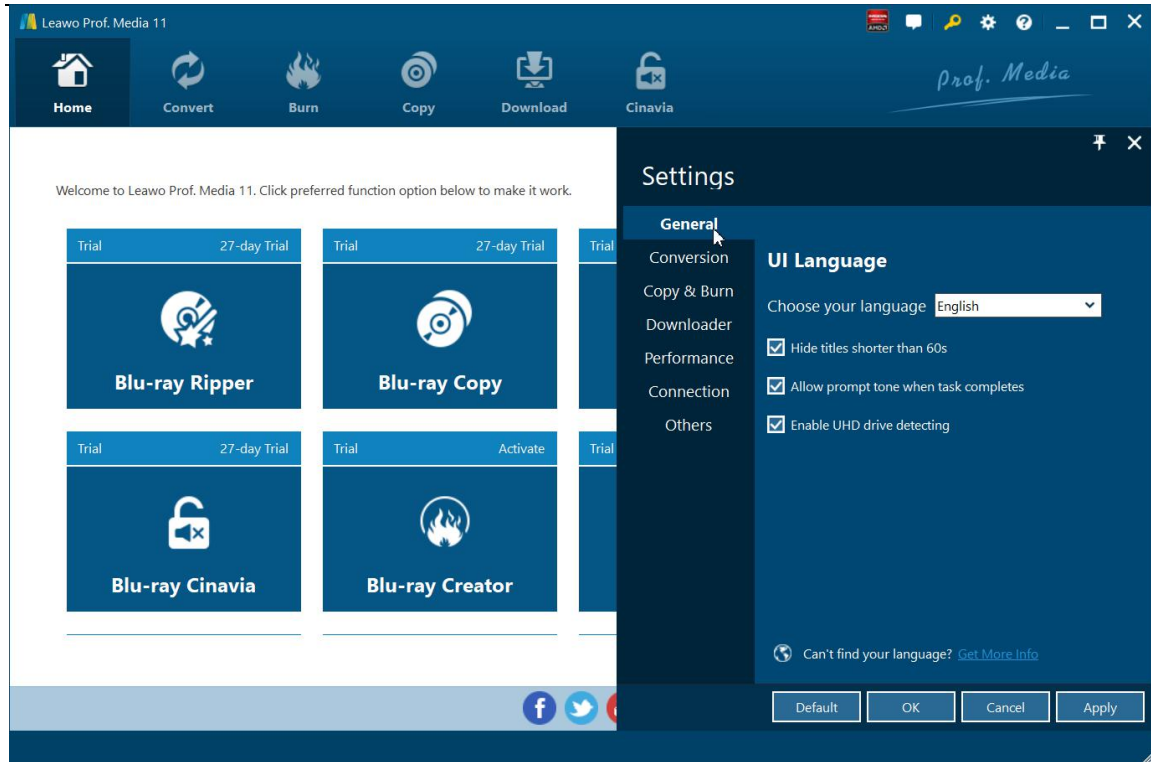 Leawo Prof. Media 11
AMD
Home
Convert
Burn
Copy
Download
Cinavia
Prof. Media
Welcome to Leawo Prof. Media 11. Click preferred function option below to make it work.
Trial 27-day Trial
Blu-ray Ripper
Trial 27-day Trial
Blu-ray Copy
Trial
Trial 27-day Trial
Blu-ray Cinavia
Trial Activate
Blu-ray Creator
Trial
Settings
General
Conversion
Copy & Burn
Downloader
Performance
Connection
Others
UI Language
Choose your language English
Hide titles shorter than 60s
Allow prompt tone when task completes
Enable UHD drive detecting
Can't find your language? Get More Info
Default
OK
Cancel
Apply